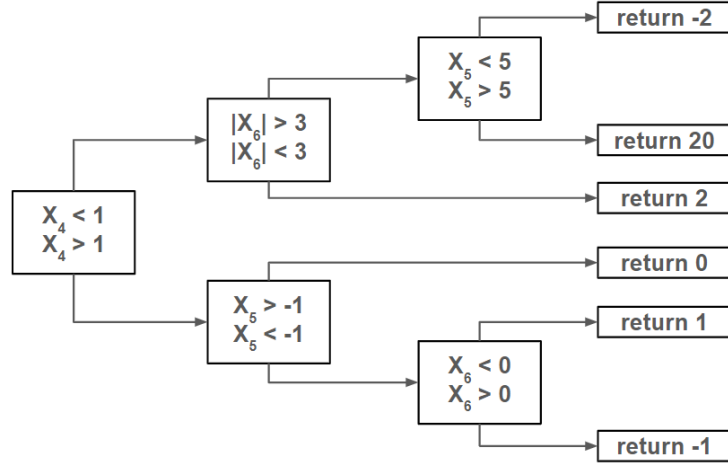 return -2
X₅ < 5
X₅ > 5
|X₆| > 3
|X₆| < 3
return 20
return 2
X₄ < 1
X₄ > 1
return 0
X₅ > -1
X₅ < -1
return 1
X₆ < 0
X₆ > 0
return -1